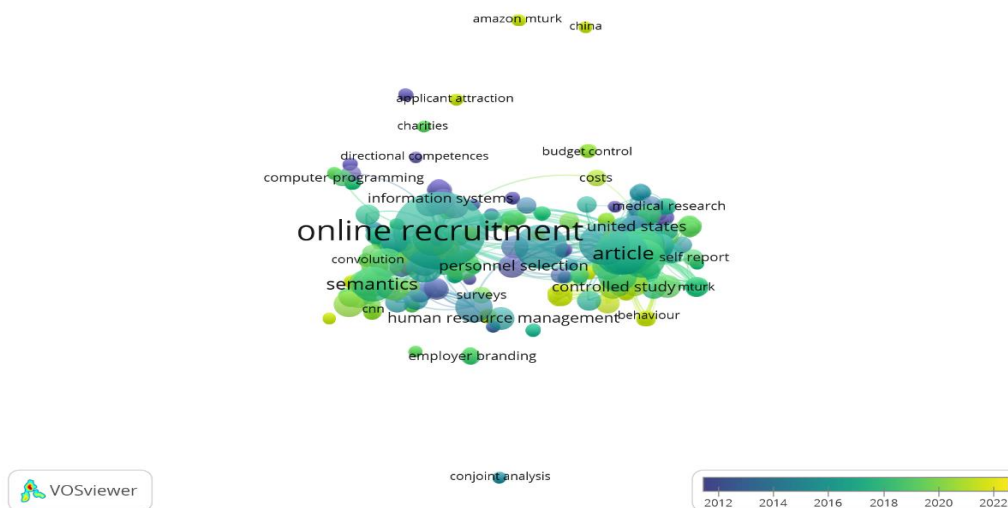 amazon mturk
china
applicant attraction
charities
budget control
directional competences
computer programming
costs
information systems
medical research
online recruitment
united states
convolution
article
self report
personnel selection
semantics
controlled study
mturk
surveys
cnn
human resource management
behaviour
employer branding
conjoint analysis
VOSviewer
2012 2014 2016 2018 2020 2022